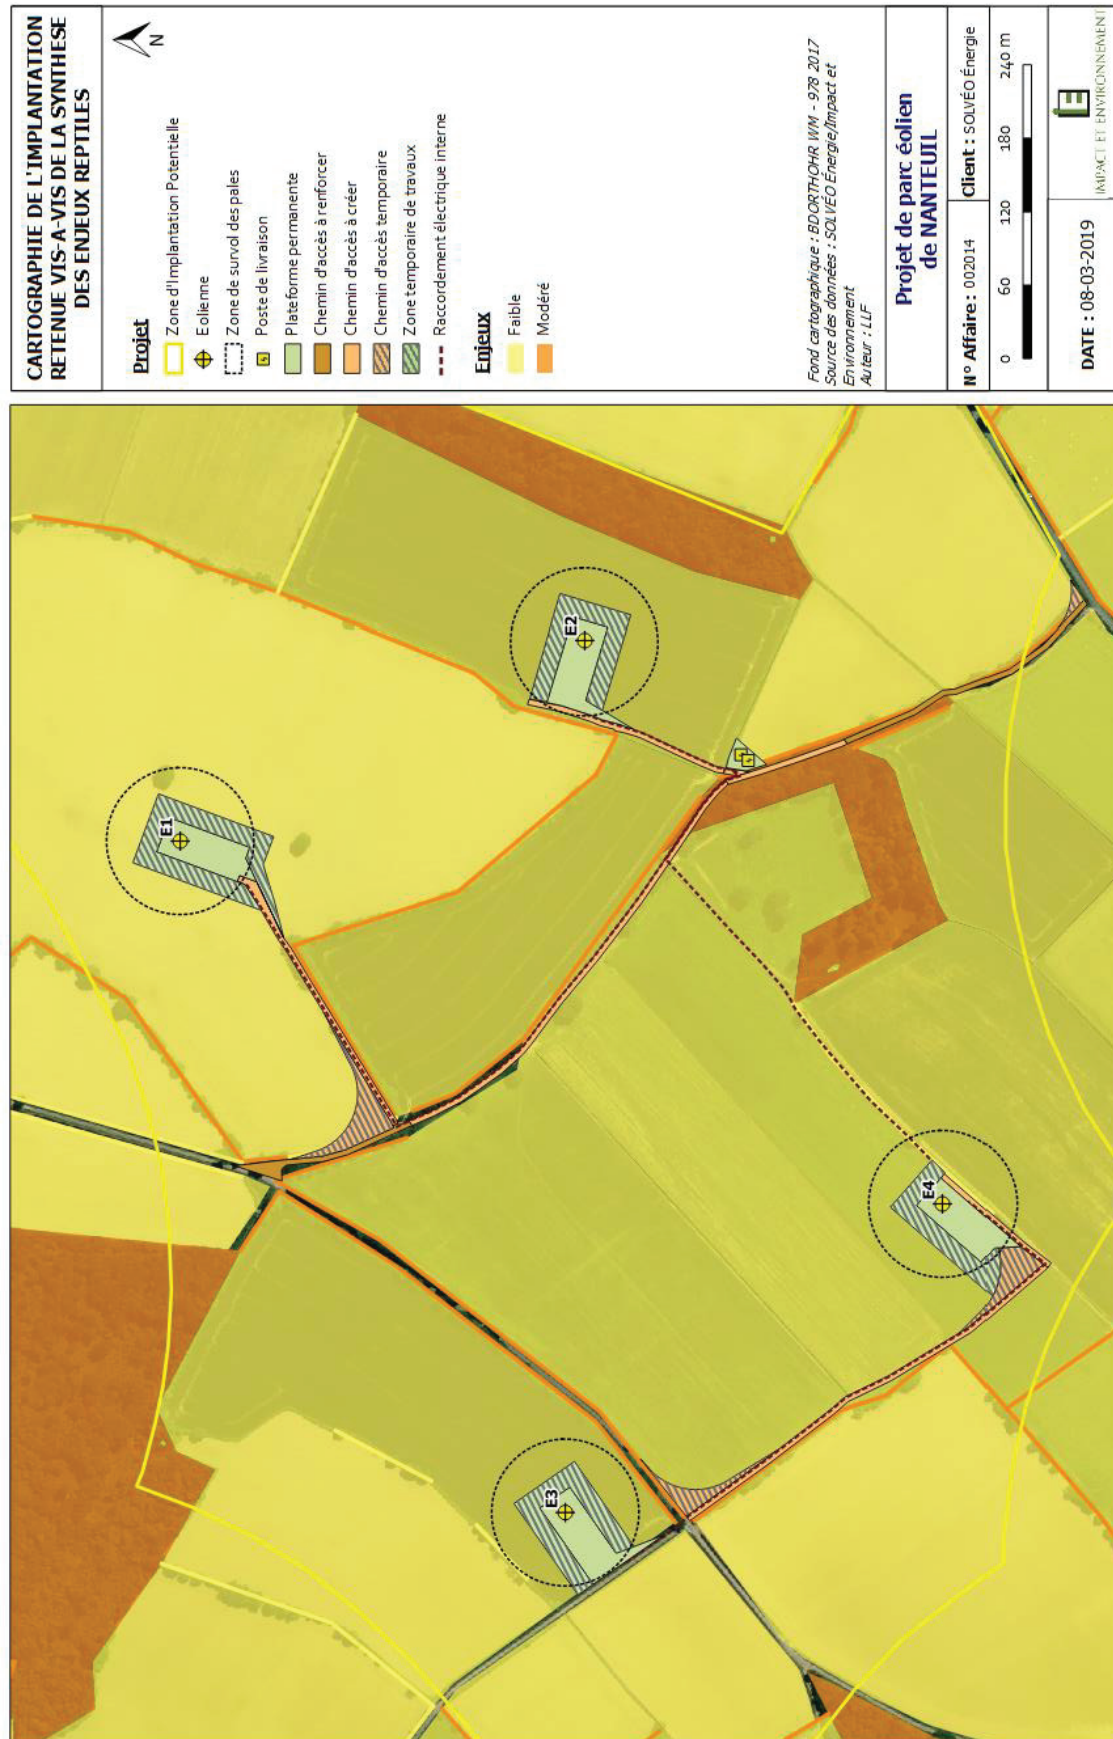 CARTOGRAPHIE DE L'IMPLANTATION
RETENUE VIS-A-VIS DE LA SYNTHESE
DES ENJEUX REPTILES
N
Projet
Zone d'Implantation Potentielle
Eolienne
Zone de survol des pales
Poste de livraison
Plateforme permanente
Chemin d'accès à renforcer
Chemin d'accès à créer
Chemin d'accès temporaire
Zone temporaire de travaux
Raccordement électrique interne
Enjeux
Faible
Modéré
Fond cartographique : BDORTHOHR WM - 978 2017
Source des données : SOLVÉO Énergie/Impact et
Environnement
Auteur : LLF
Projet de parc éolien
de NANTEUIL
N° Affaire : 002014
Client : SOLVÉO Énergie
0 60 120 180 240 m
DATE : 08-03-2019
IE
IMPACT ET ENVIRONNEMENT
E1
E2
E3
E4